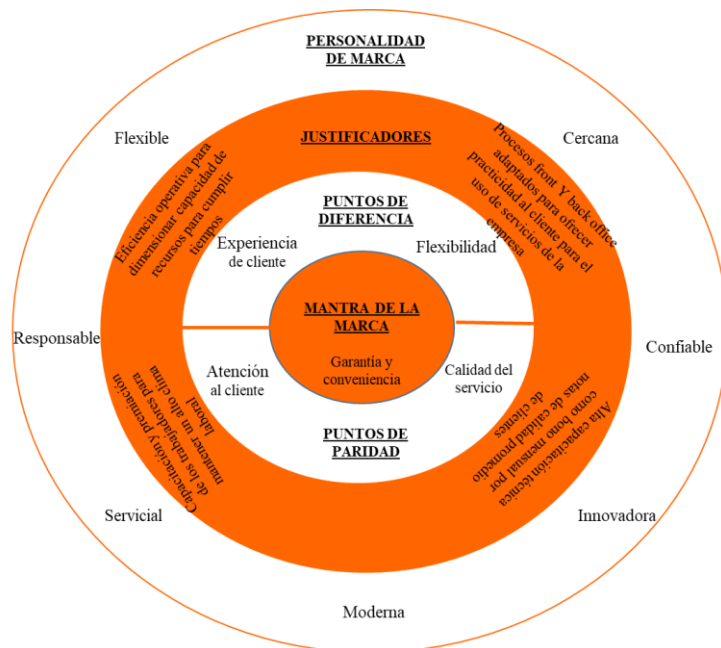 PERSONALIDAD
DE MARCA
Flexible
JUSTIFICADORES
Cercana
Eficiencia operativa para
dimensionar capacidad de
recursos para cumplir
tiempos
Procesos front Y back office
adaptados para ofrecer
practicidad al cliente para el
uso de servicios de la
empresa
PUNTOS DE
DIFERENCIA
Experiencia
de cliente
Flexibilidad
MANTRA DE LA
MARCA
Garantía y
conveniencia
Responsable
Confiable
Atención
al cliente
Calidad del
servicio
PUNTOS DE
PARIDAD
Capacitación y premiación
de los trabajadores para
mantener un alto clima
laboral
Alta capacitación técnica
como bono mensual por
notas de calidad promedio
de clientes
Servicial
Innovadora
Moderna